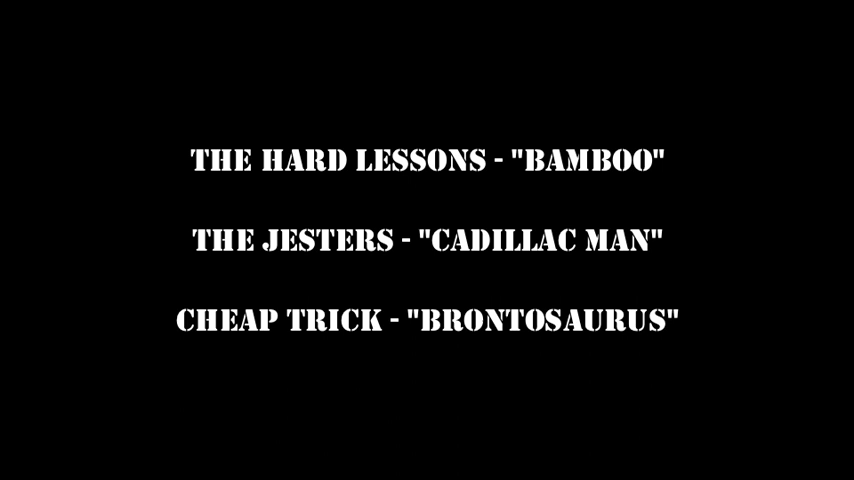 THE HARD LESSONS - "BAMBOO"
THE JESTERS - "CADILLAC MAN"
CHEAP TRICK - "BRONTOSAURUS"